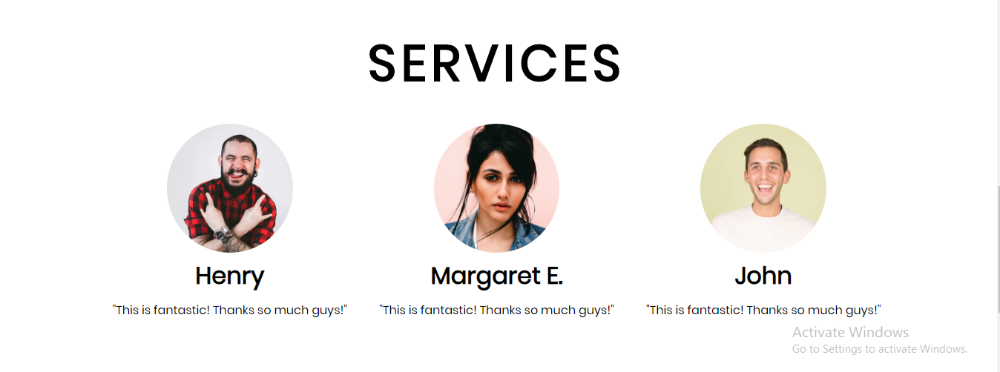 SERVICES
Henry
Margaret E.
John
"This is fantastic! Thanks so much guys!"
"This is fantastic! Thanks so much guys!"
"This is fantastic! Thanks so much guys!"
Activate Windows
Go to Settings to activate Windows.